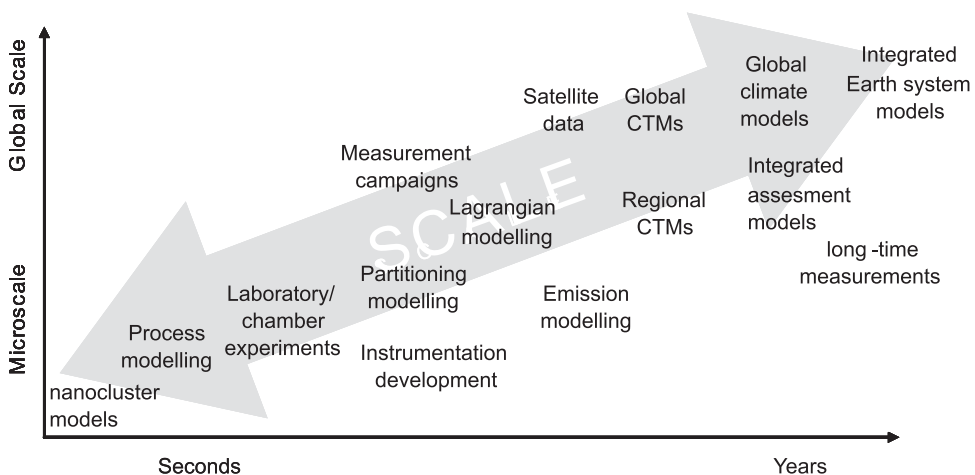 Global Scale
Microscale
Integrated
Earth system
models
Global
climate
models
Satellite
data
Global
CTMs
Measurement
campaigns
Integrated
assesment
models
SCALE
Lagrangian
modelling
Regional
CTMs
long -time
measurements
Partitioning
modelling
Laboratory/
chamber
experiments
Emission
modelling
Process
modelling
Instrumentation
development
nanocluster
models
Seconds
Years